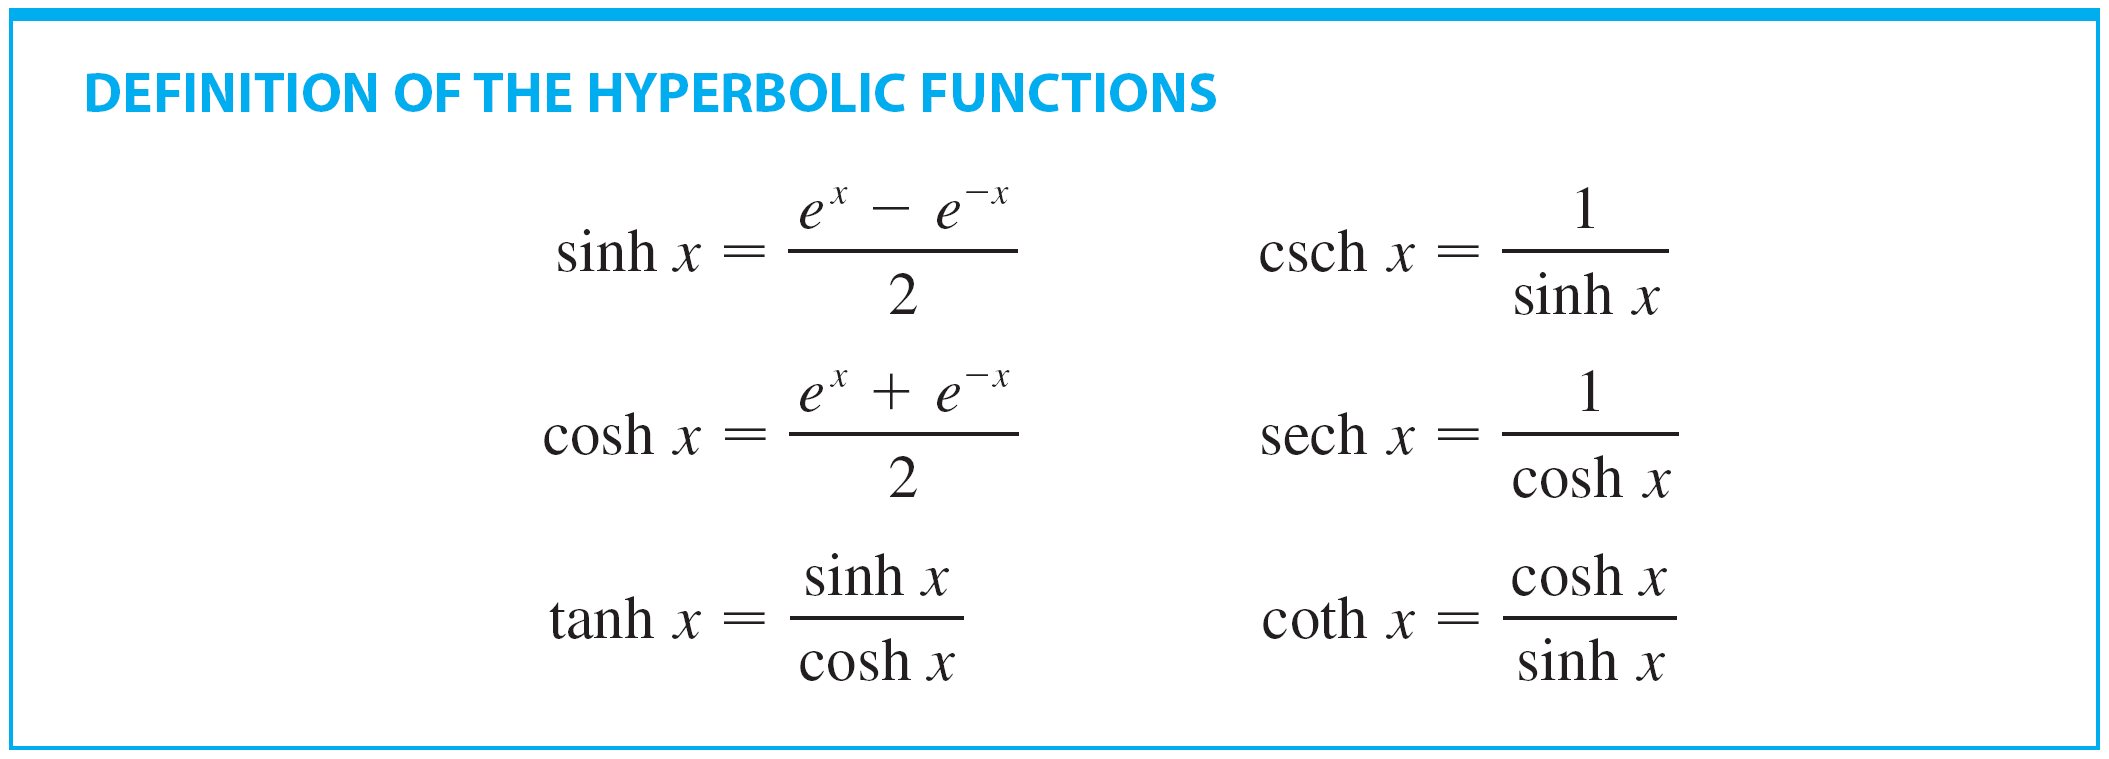 DEFINITION OF THE HYPERBOLIC FUNCTIONS
sinh x = (e^x − e^−x) / 2
csch x = 1 / sinh x
cosh x = (e^x + e^−x) / 2
sech x = 1 / cosh x
tanh x = sinh x / cosh x
coth x = cosh x / sinh x